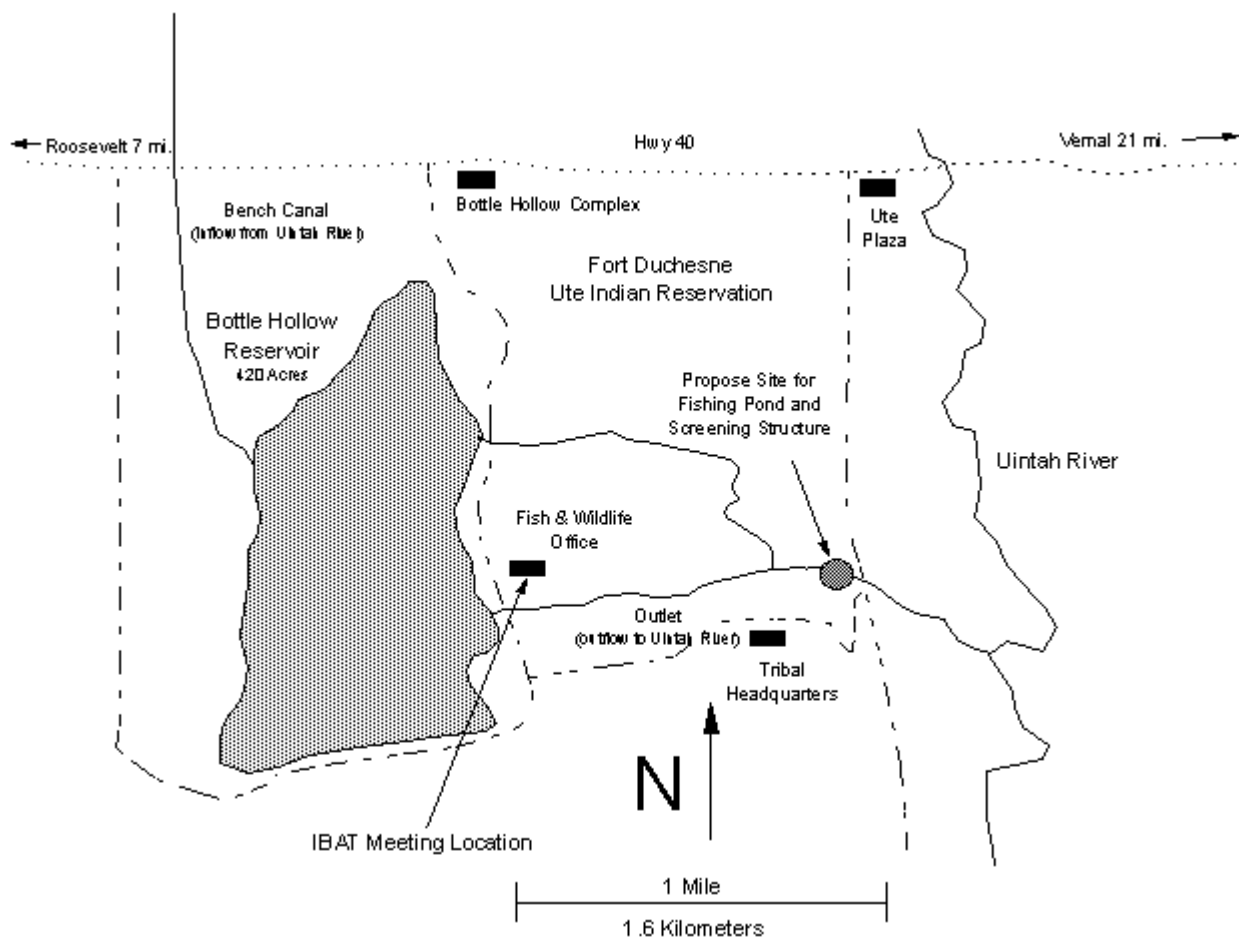 Roosevelt 7 mi.
Hwy 40
Vernal 21 mi.
Bench Canal
(Inflow from Uintah River)
Bottle Hollow Complex
Ute
Plaza
Fort Duchesne
Ute Indian Reservation
Bottle Hollow
Reservoir
420 Acres
Propose Site for
Fishing Pond and
Screening Structure
Uintah River
Fish & Wildlife
Office
Outlet
(outflow to Uintah River)
Tribal
Headquarters
N
IBAT Meeting Location
1 Mile
1.6 Kilometers